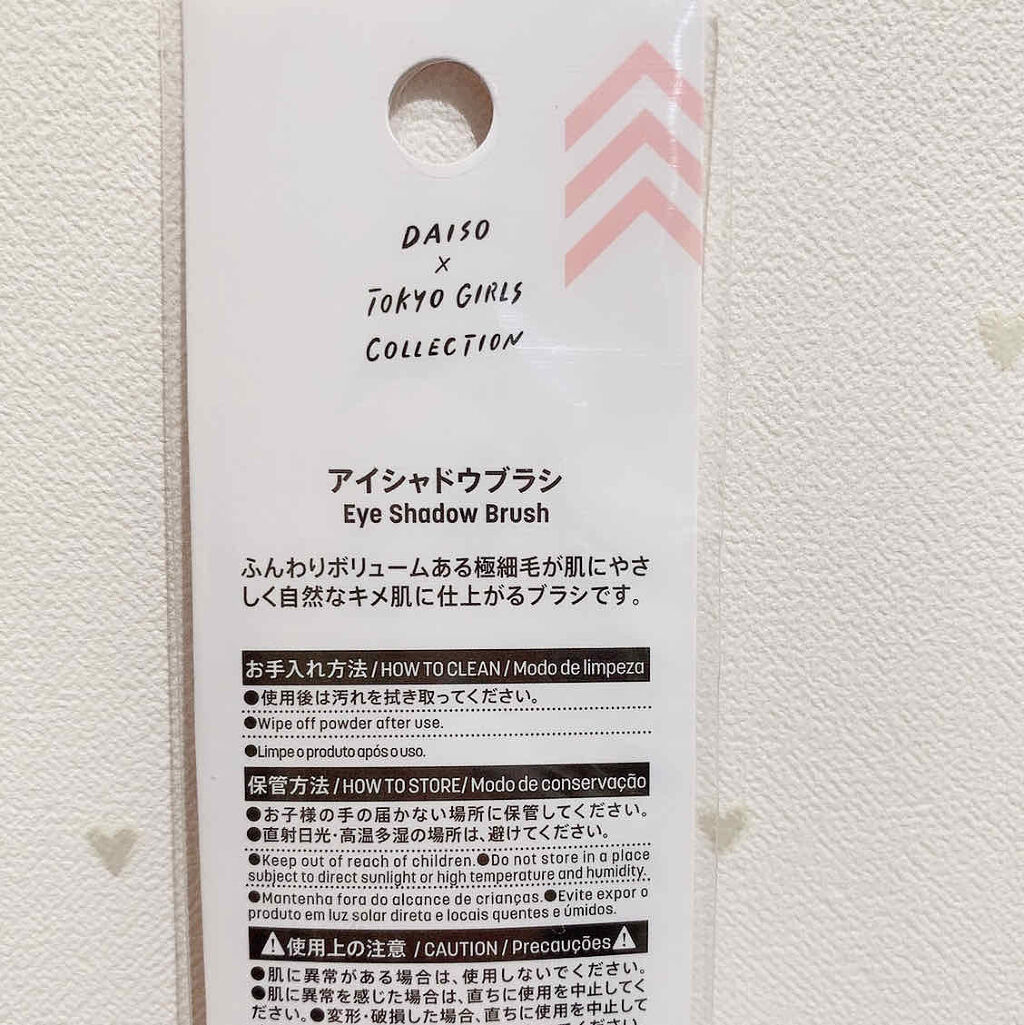 DAISO
×
TOKYO GIRLS
COLLECTION
アイシャドウブラシ
Eye Shadow Brush
ふんわりボリュームある極細毛が肌にやさ
しく自然なキメ肌に仕上がるブラシです。
お手入れ方法 / HOW TO CLEAN / Modo de limpeza
●使用後は汚れを拭き取ってください。
●Wipe off powder after use.
●Limpe o produto após o uso.
保管方法 / HOW TO STORE/ Modo de conservação
●お子様の手の届かない場所に保管してください。
●直射日光・高温多湿の場所は、避けてください。
●Keep out of reach of children.●Do not store in a place
subject to direct sunlight or high temperature and humidity.
●Mantenha fora do alcance de crianças.●Evite expor o
produto em luz solar direta e locais quentes e úmidos.
⚠使用上の注意 / CAUTION / Precauções⚠
●肌に異常がある場合は、使用しないでください。
●肌に異常を感じた場合は、直ちに使用を中止してく
ださい。●変形・破損した場合、直ちに使用を中止して